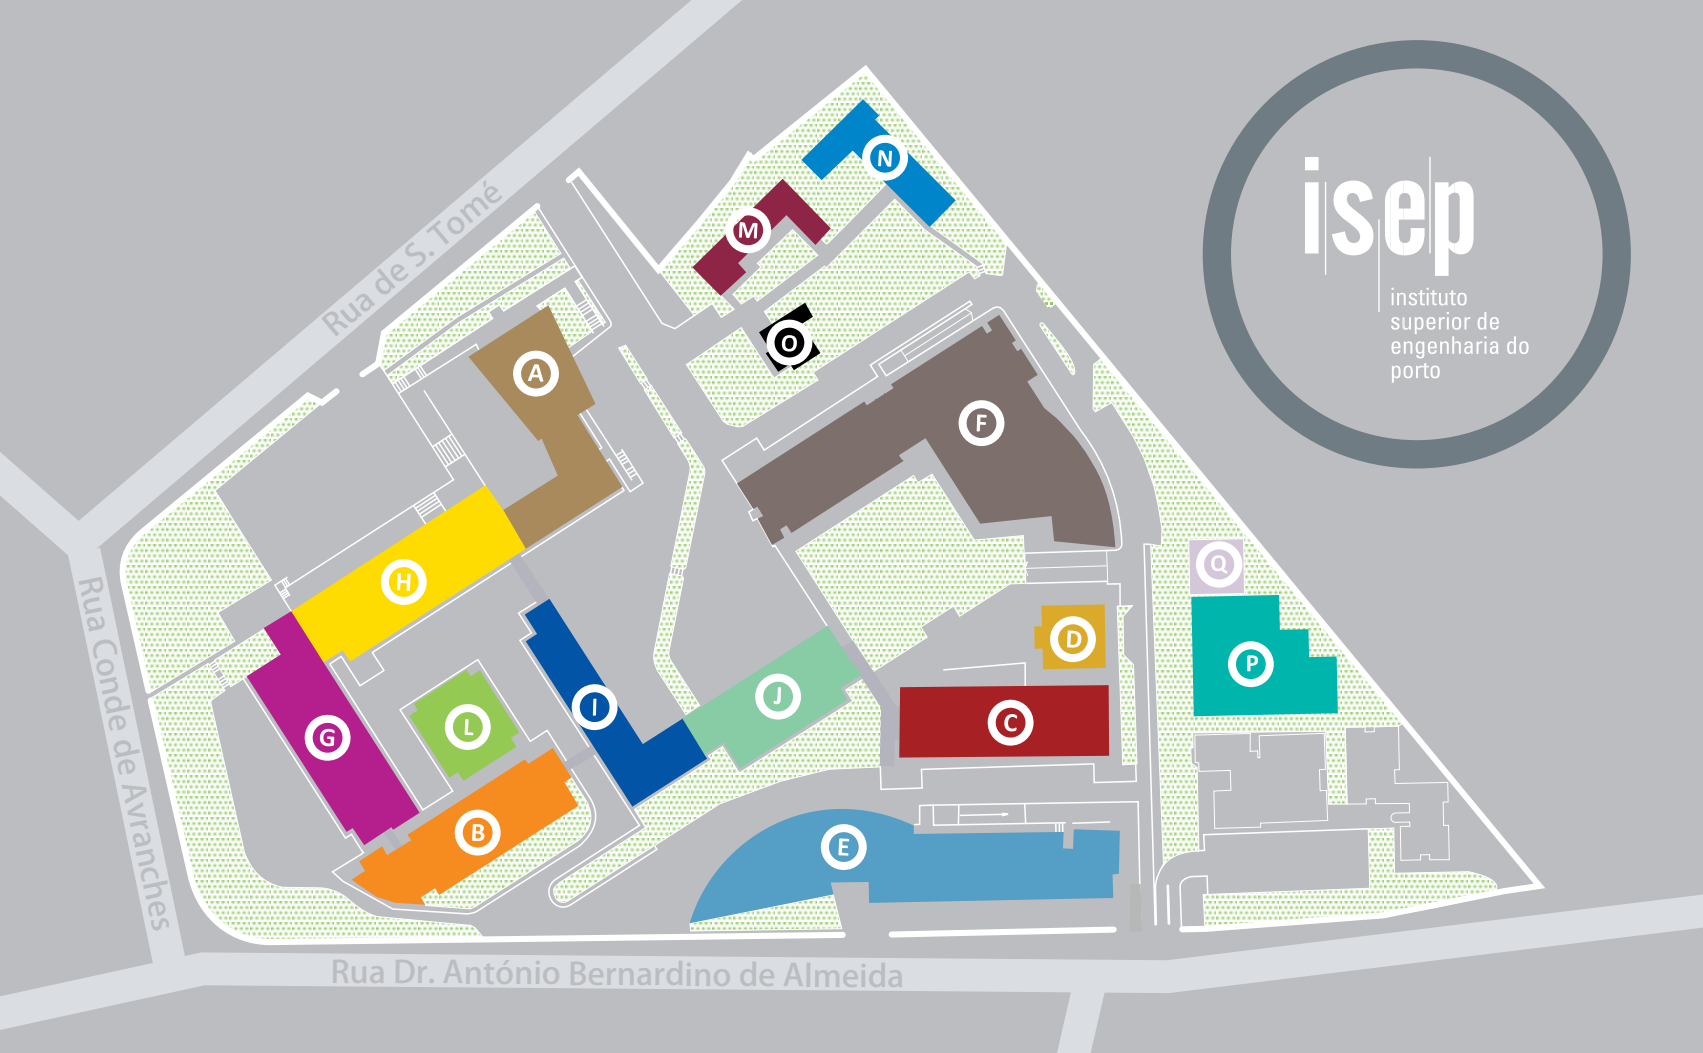 isep
instituto
superior de
engenharia do
porto
N
M
O
A
F
H
Q
D
P
J
I
L
G
C
B
E
Rua de S. Tomé
Rua Conde de Avranches
Rua Dr. António Bernardino de Almeida